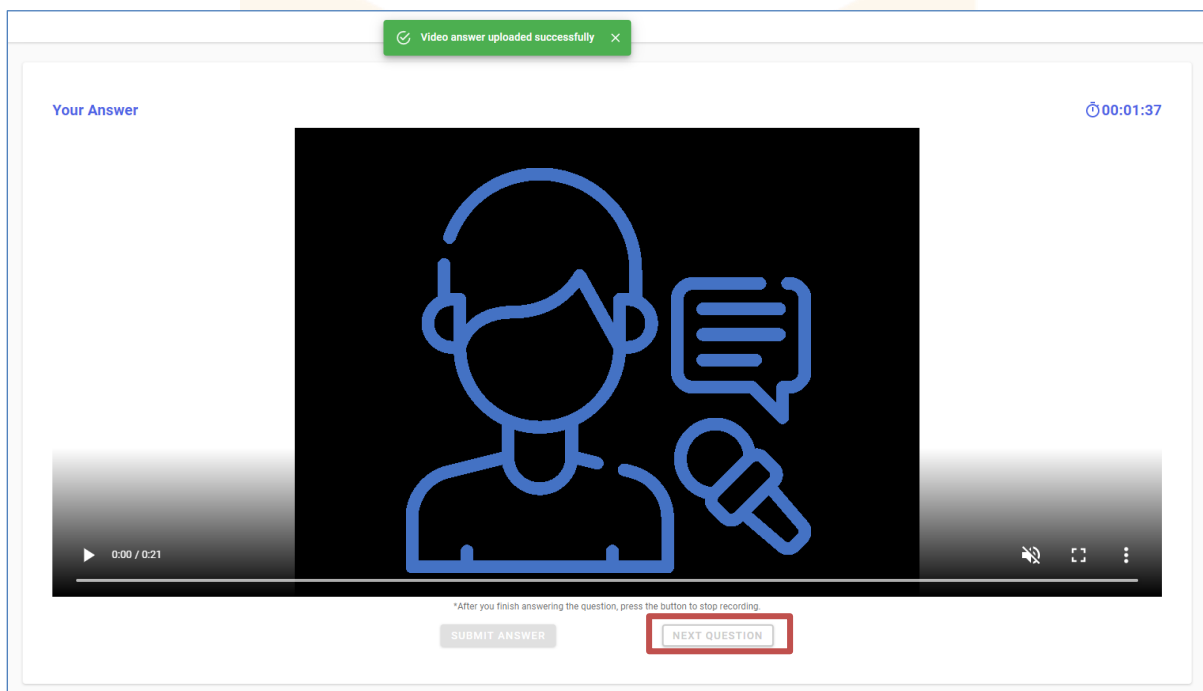 Video answer uploaded successfully
Your Answer
00:01:37
0:00 / 0:21
*After you finish answering the question, press the button to stop recording.
SUBMIT ANSWER
NEXT QUESTION